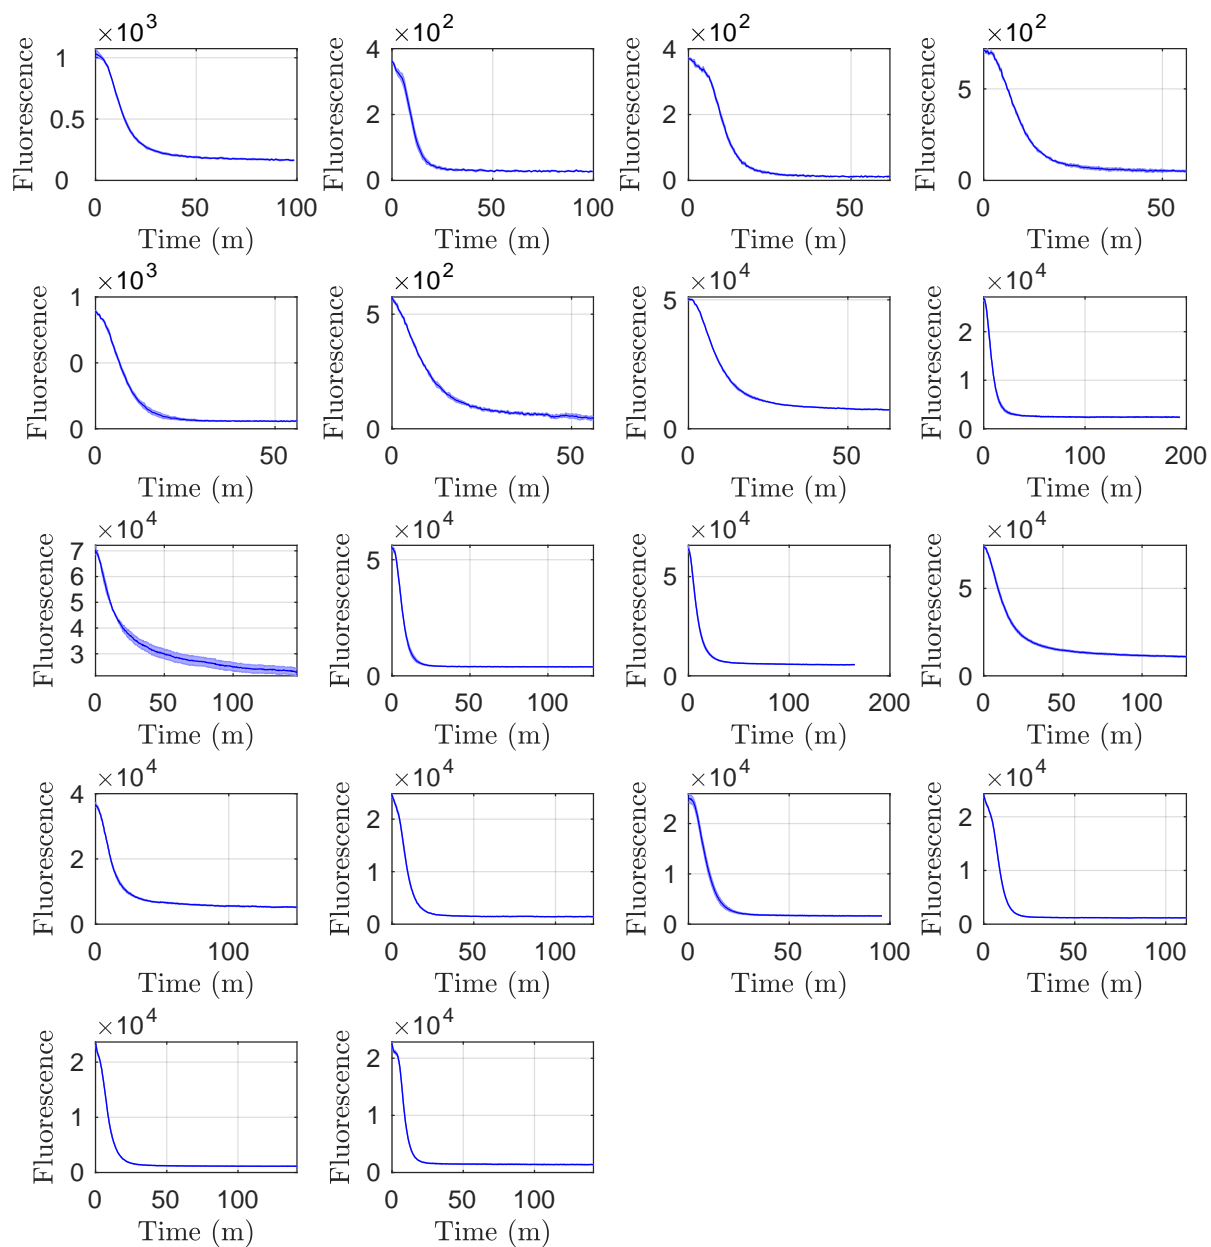 ×10^3 ×10^2 ×10^2 ×10^2
Fluorescence 1 0.5 0 Fluorescence 4 2 0 Fluorescence 4 2 0 Fluorescence 5 0
0 50 100 0 50 100 0 50 0 50
Time (m) Time (m) Time (m) Time (m)
×10^3 ×10^2 ×10^4
Fluorescence 1 0 0 Fluorescence 5 0 Fluorescence 5 0 Fluorescence 2 1 0
×10^4
0 50 0 50 0 50 0 100 200
Time (m) Time (m) Time (m) Time (m)
×10^4 ×10^4 ×10^4 ×10^4
Fluorescence 7 6 5 4 3 Fluorescence 5 0 Fluorescence 5 0 Fluorescence 5 0
0 50 100 0 50 100 0 100 200 0 50 100
Time (m) Time (m) Time (m) Time (m)
×10^4 ×10^4 ×10^4 ×10^4
Fluorescence 4 2 0 Fluorescence 2 1 0 Fluorescence 2 1 0 Fluorescence 2 1 0
0 100 0 50 100 0 50 100 0 50 100
Time (m) Time (m) Time (m) Time (m)
×10^4 ×10^4
Fluorescence 2 1 0 Fluorescence 2 1 0
0 50 100 0 50 100
Time (m) Time (m)